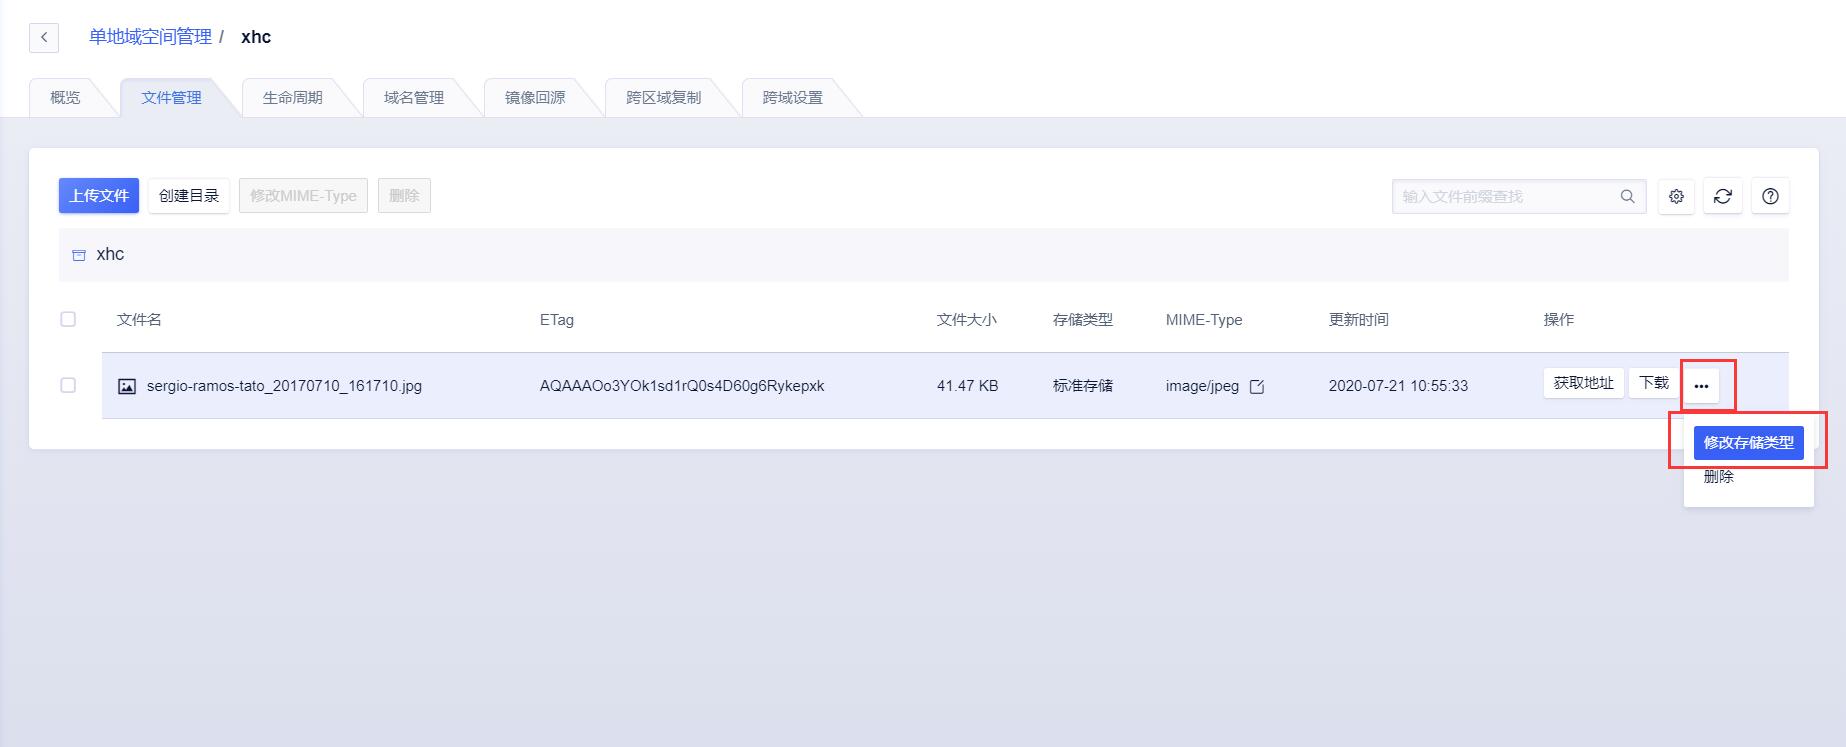 单地域空间管理 / xhc
概览 文件管理 生命周期 域名管理 镜像回源 跨区域复制 跨域设置
上传文件 创建目录 修改MIME-Type 删除 输入文件前缀查找
xhc
文件名 ETag 文件大小 存储类型 MIME-Type 更新时间 操作
sergio-ramos-tato_20170710_161710.jpg AQAAAOo3YOk1sd1rQ0s4D60g6Rykepxk 41.47 KB 标准存储 image/jpeg 2020-07-21 10:55:33 获取地址 下载 •••
修改存储类型
删除